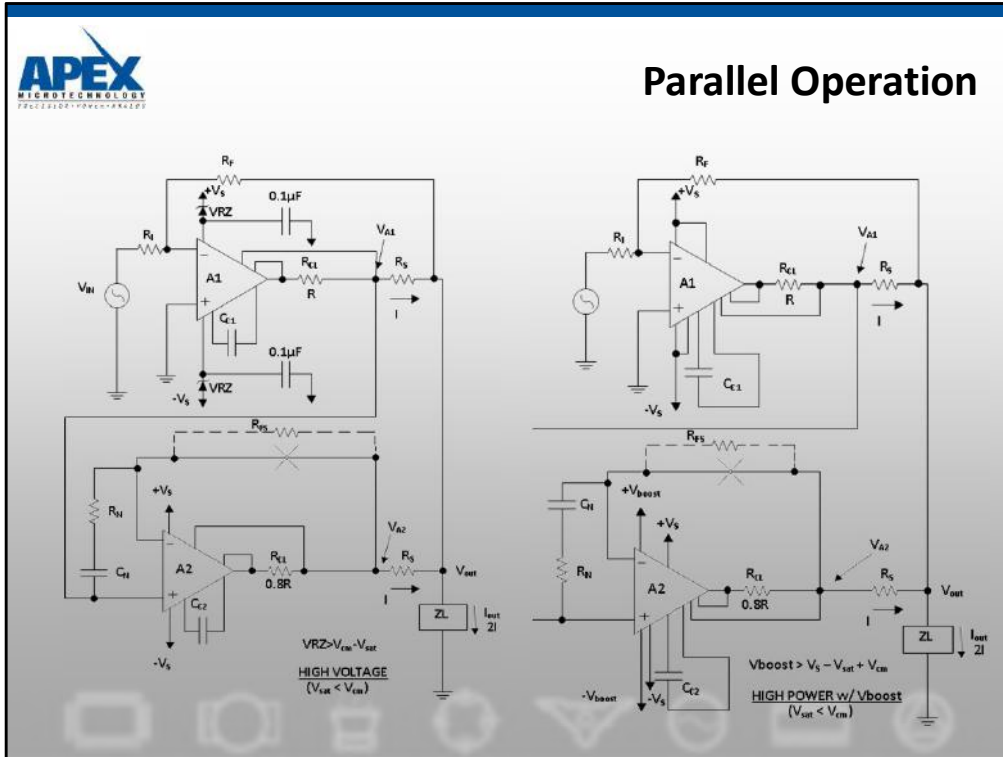 APEX
MICROTECHNOLOGY
PRECISION • POWER • ANALOG
Parallel Operation
RF
+VS
VRZ
0.1µF
RI
VIN
A1
RCL
R
VA1
RS
I
CC1
0.1µF
VRZ
-VS
RFS
RN
CN
+VS
A2
RCL
0.8R
VA2
RS
I
Vout
CC2
-VS
ZL
Iout
2I
VRZ>Vcm-Vsat
HIGH VOLTAGE
(Vsat < Vcm)
RF
+VS
RI
A1
RCL
R
VA1
RS
I
CC1
-VS
RFS
CN
+Vboost
+VS
RIN
A2
RCL
0.8R
VA2
RS
I
Vout
CC2
-VS
-Vboost
ZL
Iout
2I
Vboost > VS – Vsat + Vcm
HIGH POWER w/ Vboost
(Vsat < Vcm)